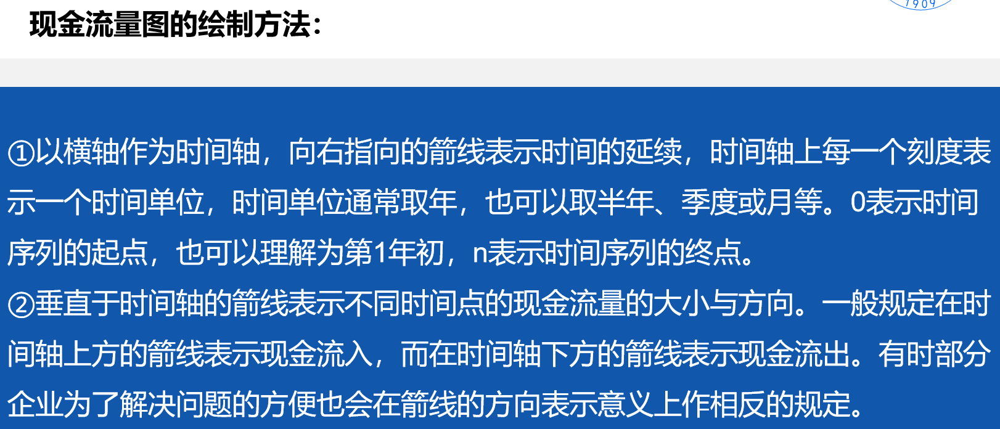 1909
现金流量图的绘制方法：
①以横轴作为时间轴，向右指向的箭线表示时间的延续，时间轴上每一个刻度表
示一个时间单位，时间单位通常取年，也可以取半年、季度或月等。0表示时间
序列的起点，也可以理解为第1年初，n表示时间序列的终点。
②垂直于时间轴的箭线表示不同时间点的现金流量的大小与方向。一般规定在时
间轴上方的箭线表示现金流入，而在时间轴下方的箭线表示现金流出。有时部分
企业为了解决问题的方便也会在箭线的方向表示意义上作相反的规定。